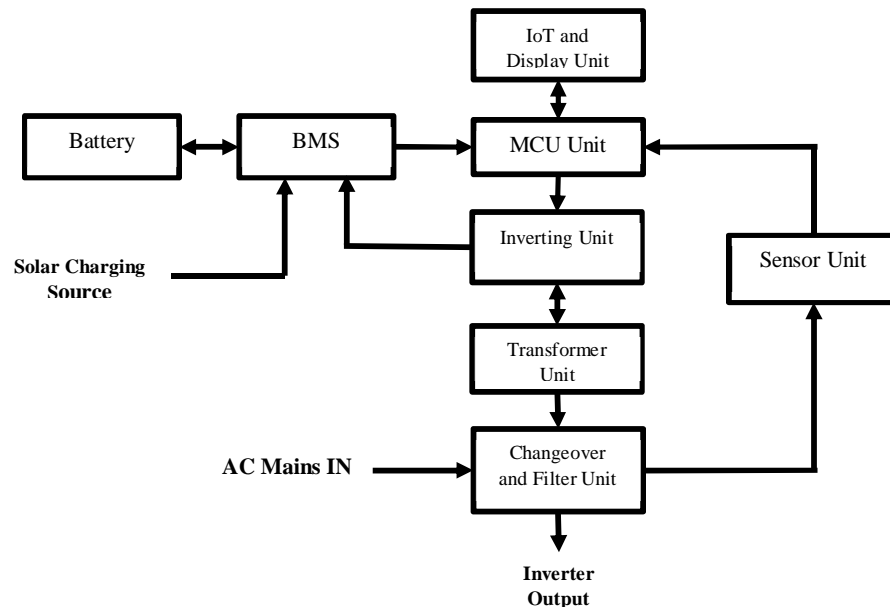 IoT and
Display Unit
Battery
BMS
MCU Unit
Inverting Unit
Sensor Unit
Solar Charging
Source
Transformer
Unit
AC Mains IN
Changeover
and Filter Unit
Inverter
Output